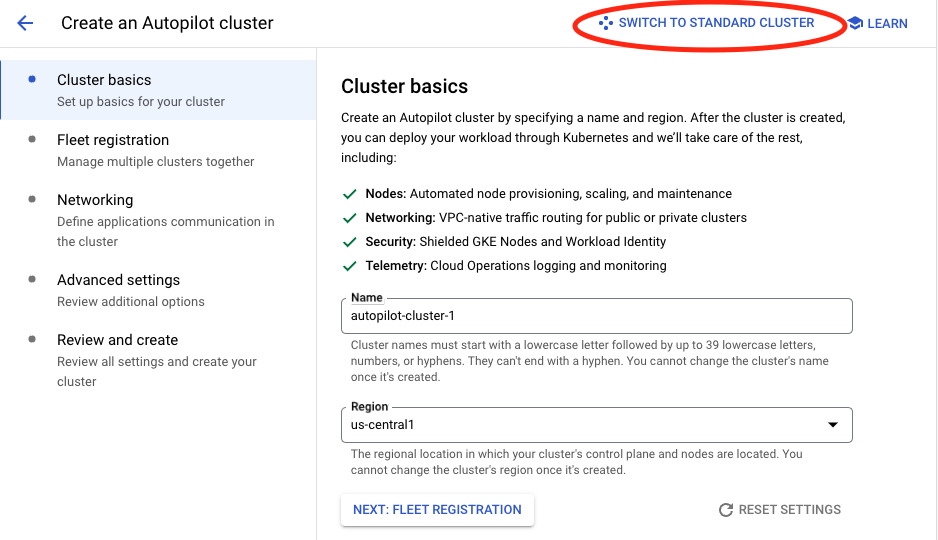 Create an Autopilot cluster
SWITCH TO STANDARD CLUSTER
LEARN
Cluster basics
Set up basics for your cluster
Fleet registration
Manage multiple clusters together
Networking
Define applications communication in
the cluster
Advanced settings
Review additional options
Review and create
Review all settings and create your
cluster
Cluster basics
Create an Autopilot cluster by specifying a name and region. After the cluster is created,
you can deploy your workload through Kubernetes and we'll take care of the rest,
including:
Nodes: Automated node provisioning, scaling, and maintenance
Networking: VPC-native traffic routing for public or private clusters
Security: Shielded GKE Nodes and Workload Identity
Telemetry: Cloud Operations logging and monitoring
Name
autopilot-cluster-1
Cluster names must start with a lowercase letter followed by up to 39 lowercase letters,
numbers, or hyphens. They can't end with a hyphen. You cannot change the cluster's name
once it's created.
Region
us-central1
The regional location in which your cluster's control plane and nodes are located. You
cannot change the cluster's region once it's created.
NEXT: FLEET REGISTRATION
RESET SETTINGS